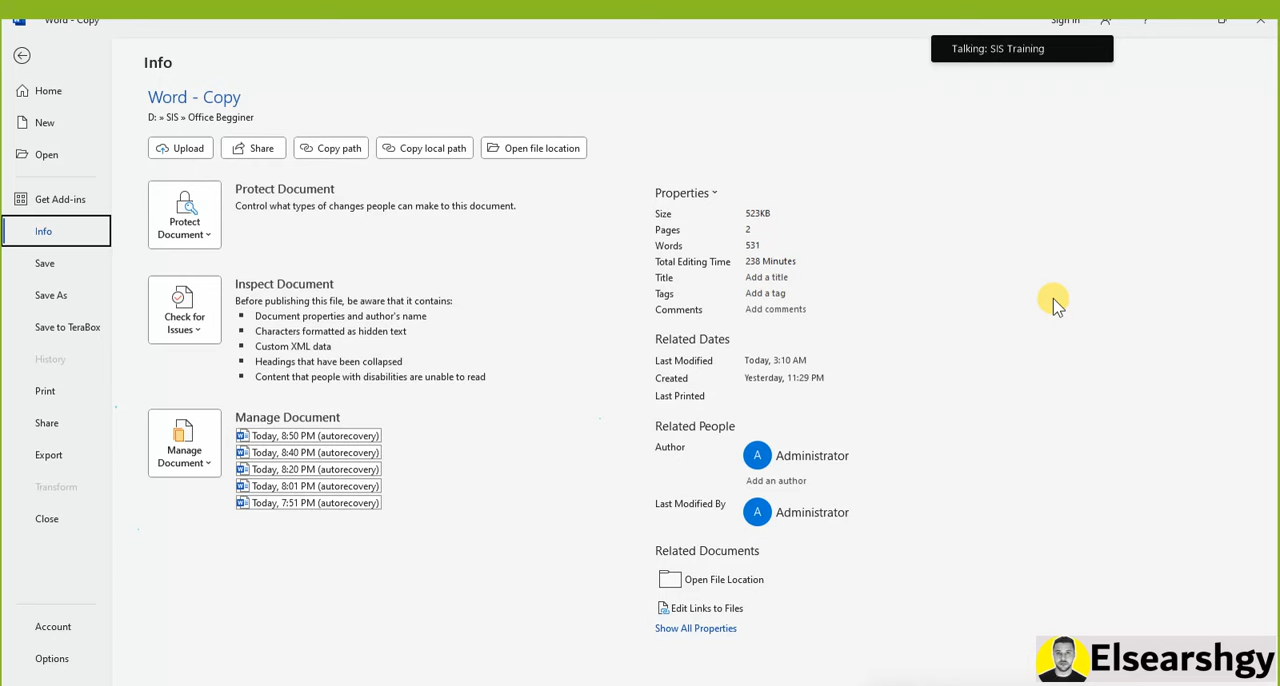 Word - Copy
Sign in
?
Talking: SIS Training
Info
Home
New
Open
Get Add-ins
Info
Save
Save As
Save to TeraBox
History
Print
Share
Export
Transform
Close
Account
Options
Word - Copy
D: » SIS » Office Begginer
Upload
Share
Copy path
Copy local path
Open file location
Protect Document
Protect Document
Control what types of changes people can make to this document.
Check for Issues
Inspect Document
Before publishing this file, be aware that it contains:
Document properties and author's name
Characters formatted as hidden text
Custom XML data
Headings that have been collapsed
Content that people with disabilities are unable to read
Manage Document
Manage Document
Today, 8:50 PM (autorecovery)
Today, 8:40 PM (autorecovery)
Today, 8:20 PM (autorecovery)
Today, 8:01 PM (autorecovery)
Today, 7:51 PM (autorecovery)
Properties
Size 523KB
Pages 2
Words 531
Total Editing Time 238 Minutes
Title Add a title
Tags Add a tag
Comments Add comments
Related Dates
Last Modified Today, 3:10 AM
Created Yesterday, 11:29 PM
Last Printed
Related People
Author A Administrator
Add an author
Last Modified By A Administrator
Related Documents
Open File Location
Edit Links to Files
Show All Properties
Elsearshgy